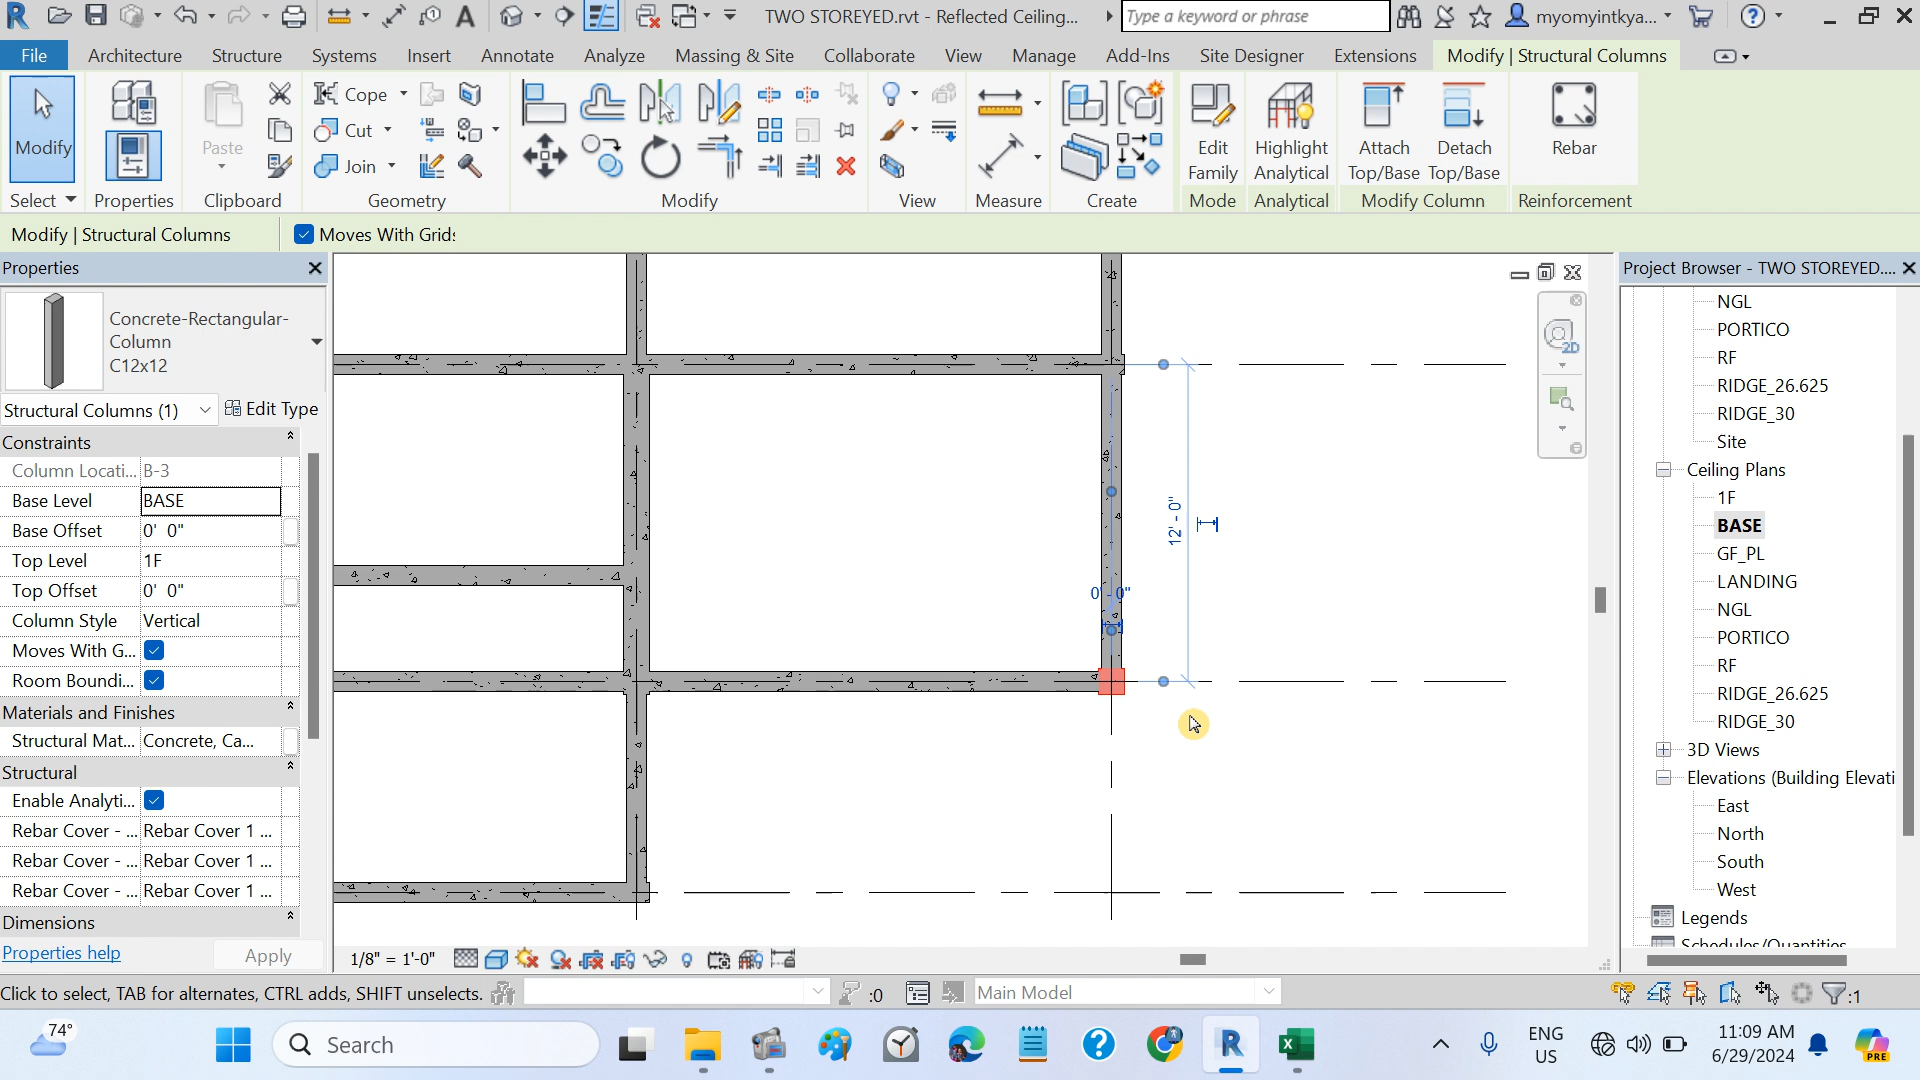 TWO STOREYED.rvt - Reflected Ceiling...
Type a keyword or phrase
myomyintkya...
File
Architecture
Structure
Systems
Insert
Annotate
Analyze
Massing & Site
Collaborate
View
Manage
Add-Ins
Site Designer
Extensions
Modify | Structural Columns
Modify
Select
Properties
Paste
Clipboard
Cope
Cut
Join
Geometry
Modify
View
Measure
Create
Edit
Family
Mode
Highlight
Analytical
Analytical
Attach
Top/Base
Detach
Top/Base
Modify Column
Rebar
Reinforcement
Modify | Structural Columns
Moves With Grids
Properties
Concrete-Rectangular-
Column
C12x12
Structural Columns (1)
Edit Type
Constraints
Column Locati... B-3
Base Level BASE
Base Offset 0' 0"
Top Level 1F
Top Offset 0' 0"
Column Style Vertical
Moves With G...
Room Boundi...
Materials and Finishes
Structural Mat... Concrete, Ca...
Structural
Enable Analyti...
Rebar Cover - ... Rebar Cover 1 ...
Rebar Cover - ... Rebar Cover 1 ...
Rebar Cover - ... Rebar Cover 1 ...
Dimensions
Properties help
Apply
12' - 0"
0' - 0"
2D
1/8" = 1'-0"
Project Browser - TWO STOREYED....
NGL
PORTICO
RF
RIDGE_26.625
RIDGE_30
Site
Ceiling Plans
1F
BASE
GF_PL
LANDING
NGL
PORTICO
RF
RIDGE_26.625
RIDGE_30
3D Views
Elevations (Building Elevati
East
North
South
West
Legends
Schedules/Quantities
Click to select, TAB for alternates, CTRL adds, SHIFT unselects.
:0
Main Model
:1
74°
Search
ENG
US
11:09 AM
6/29/2024
PRE